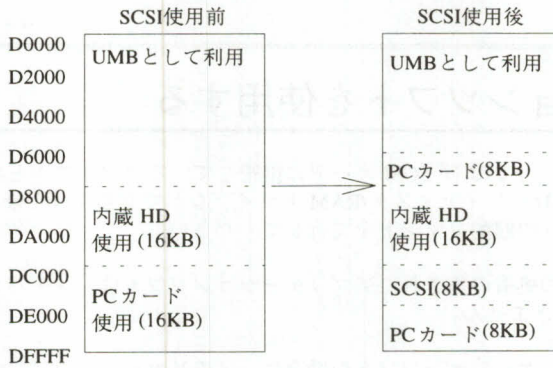 SCSI使用前
D0000
D2000
D4000
D6000
D8000
DA000
DC000
DE000
DFFFF
UMBとして利用
内蔵 HD
使用(16KB)
PCカード
使用(16KB)
SCSI使用後
UMBとして利用
PCカード(8KB)
内蔵 HD
使用(16KB)
SCSI(8KB)
PCカード(8KB)